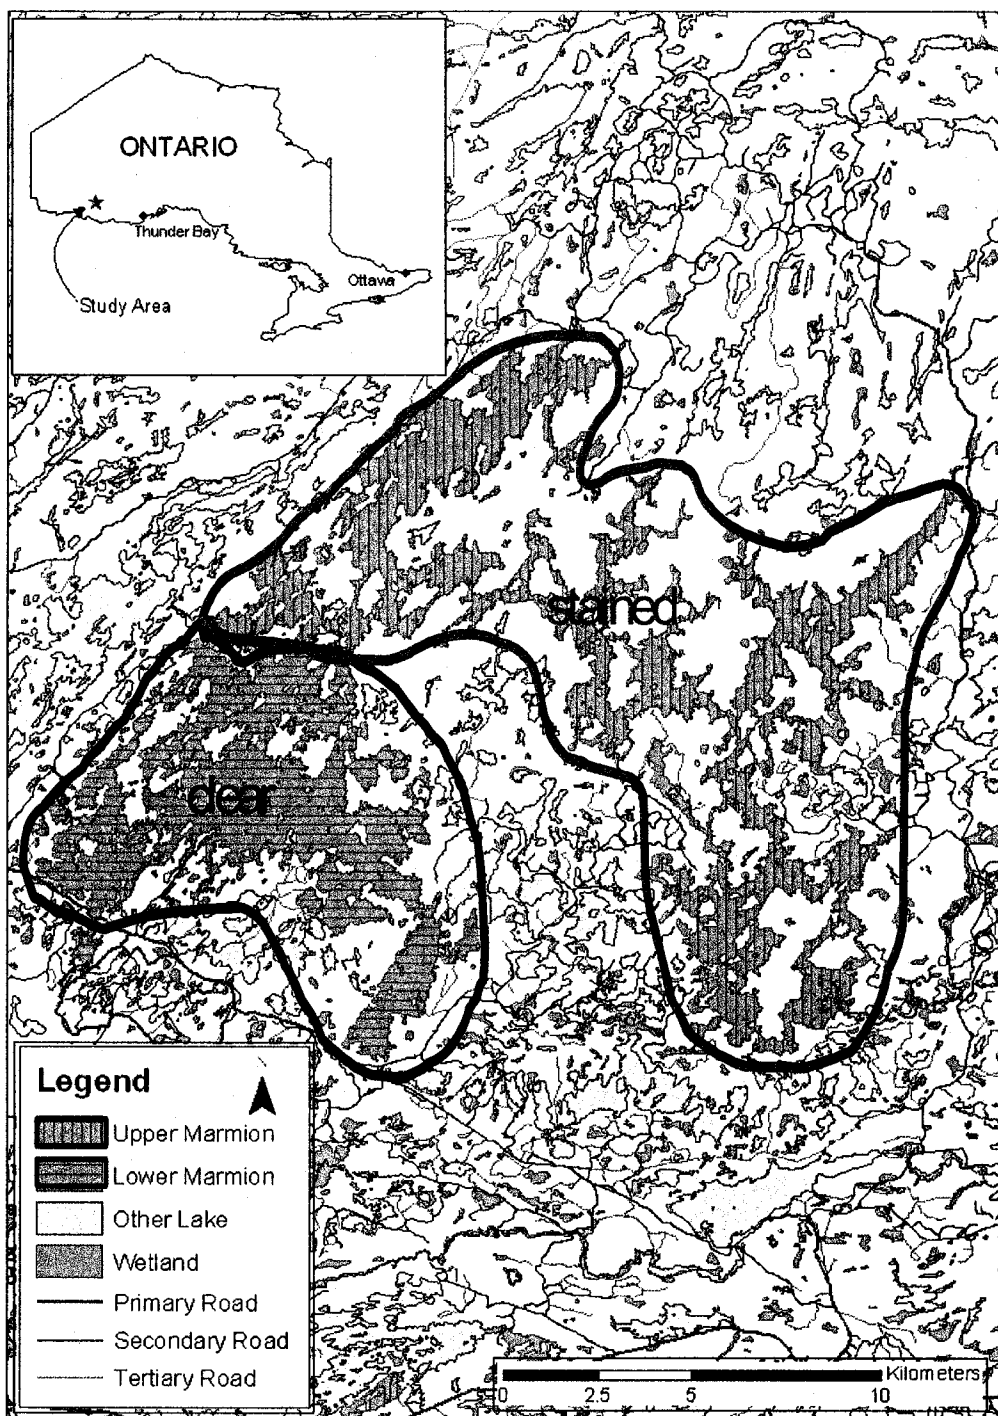 ONTARIO
Thunder Bay
Ottawa
Study Area
stained
clear
Legend
Upper Marmion
Lower Marmion
Other Lake
Wetland
Primary Road
Secondary Road
Tertiary Road
Kilometers
0 2.5 5 10